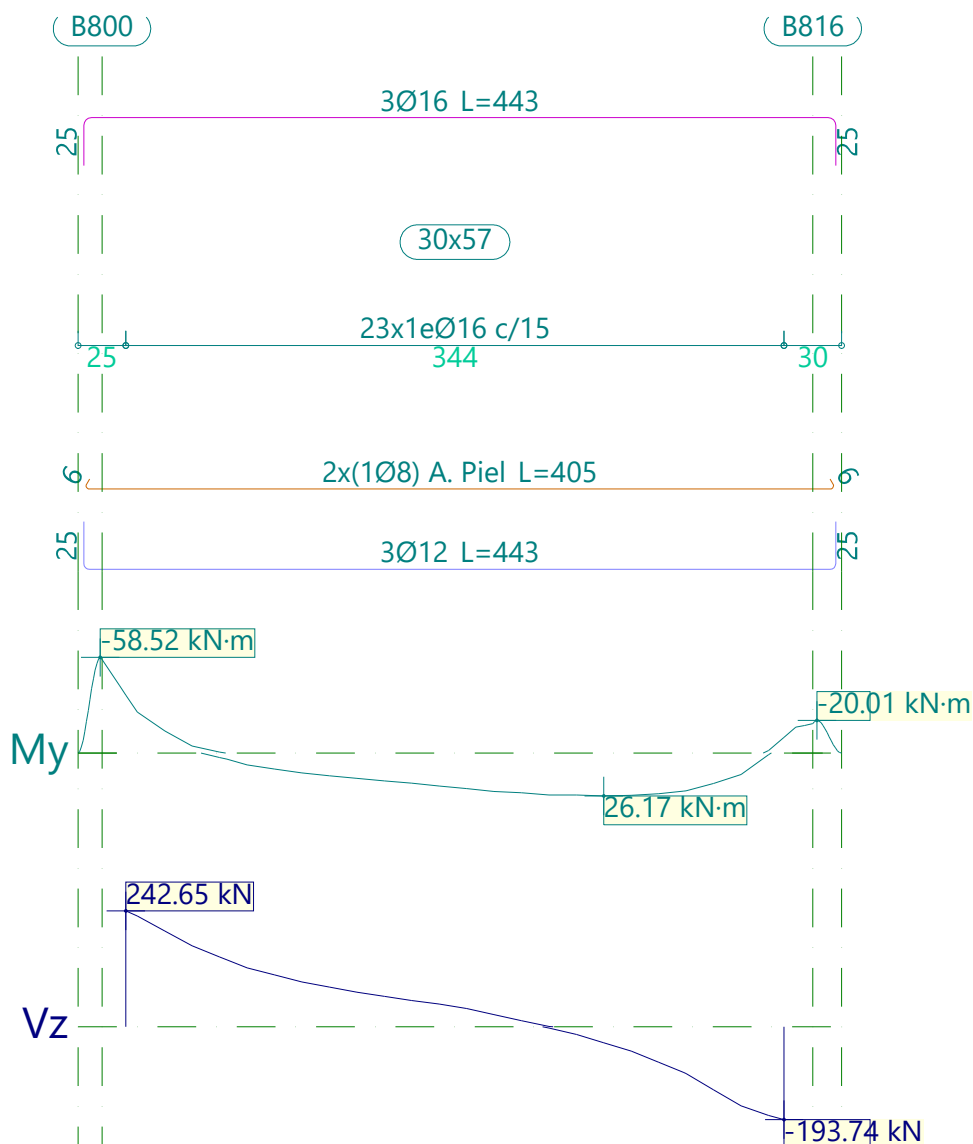 B800 B816
3Ø16 L=443
25 25
30x57
23x1eØ16 c/15
25 344 30
2x(1Ø8) A. Piel L=405
6 6
3Ø12 L=443
25 25
-58.52 kN·m
-20.01 kN·m
My
26.17 kN·m
242.65 kN
Vz
-193.74 kN